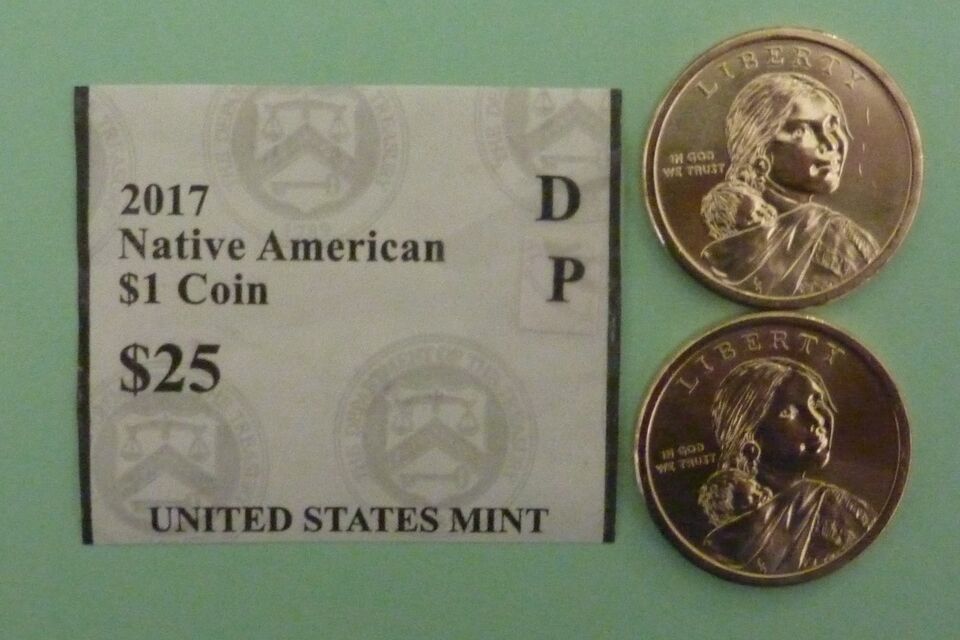 2017
Native American
$1 Coin
$25
D
P
UNITED STATES MINT
LIBERTY
IN GOD
WE TRUST
LIBERTY
IN GOD
WE TRUST